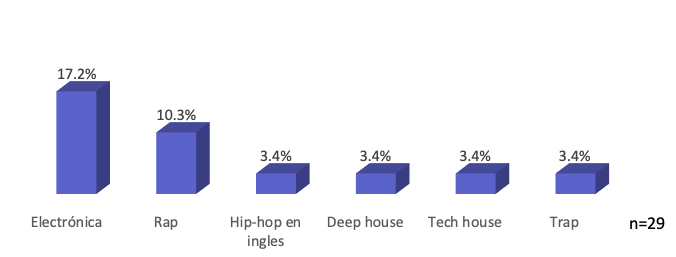 17.2%
10.3%
3.4%
3.4%
3.4%
3.4%
Electrónica
Rap
Hip-hop en
ingles
Deep house
Tech house
Trap
n=29